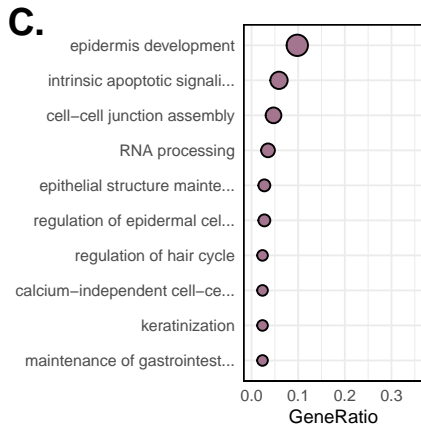 C.
epidermis development
intrinsic apoptotic signali...
cell−cell junction assembly
RNA processing
epithelial structure mainte...
regulation of epidermal cel...
regulation of hair cycle
calcium−independent cell−ce...
keratinization
maintenance of gastrointest...
0.0 0.1 0.2 0.3
GeneRatio